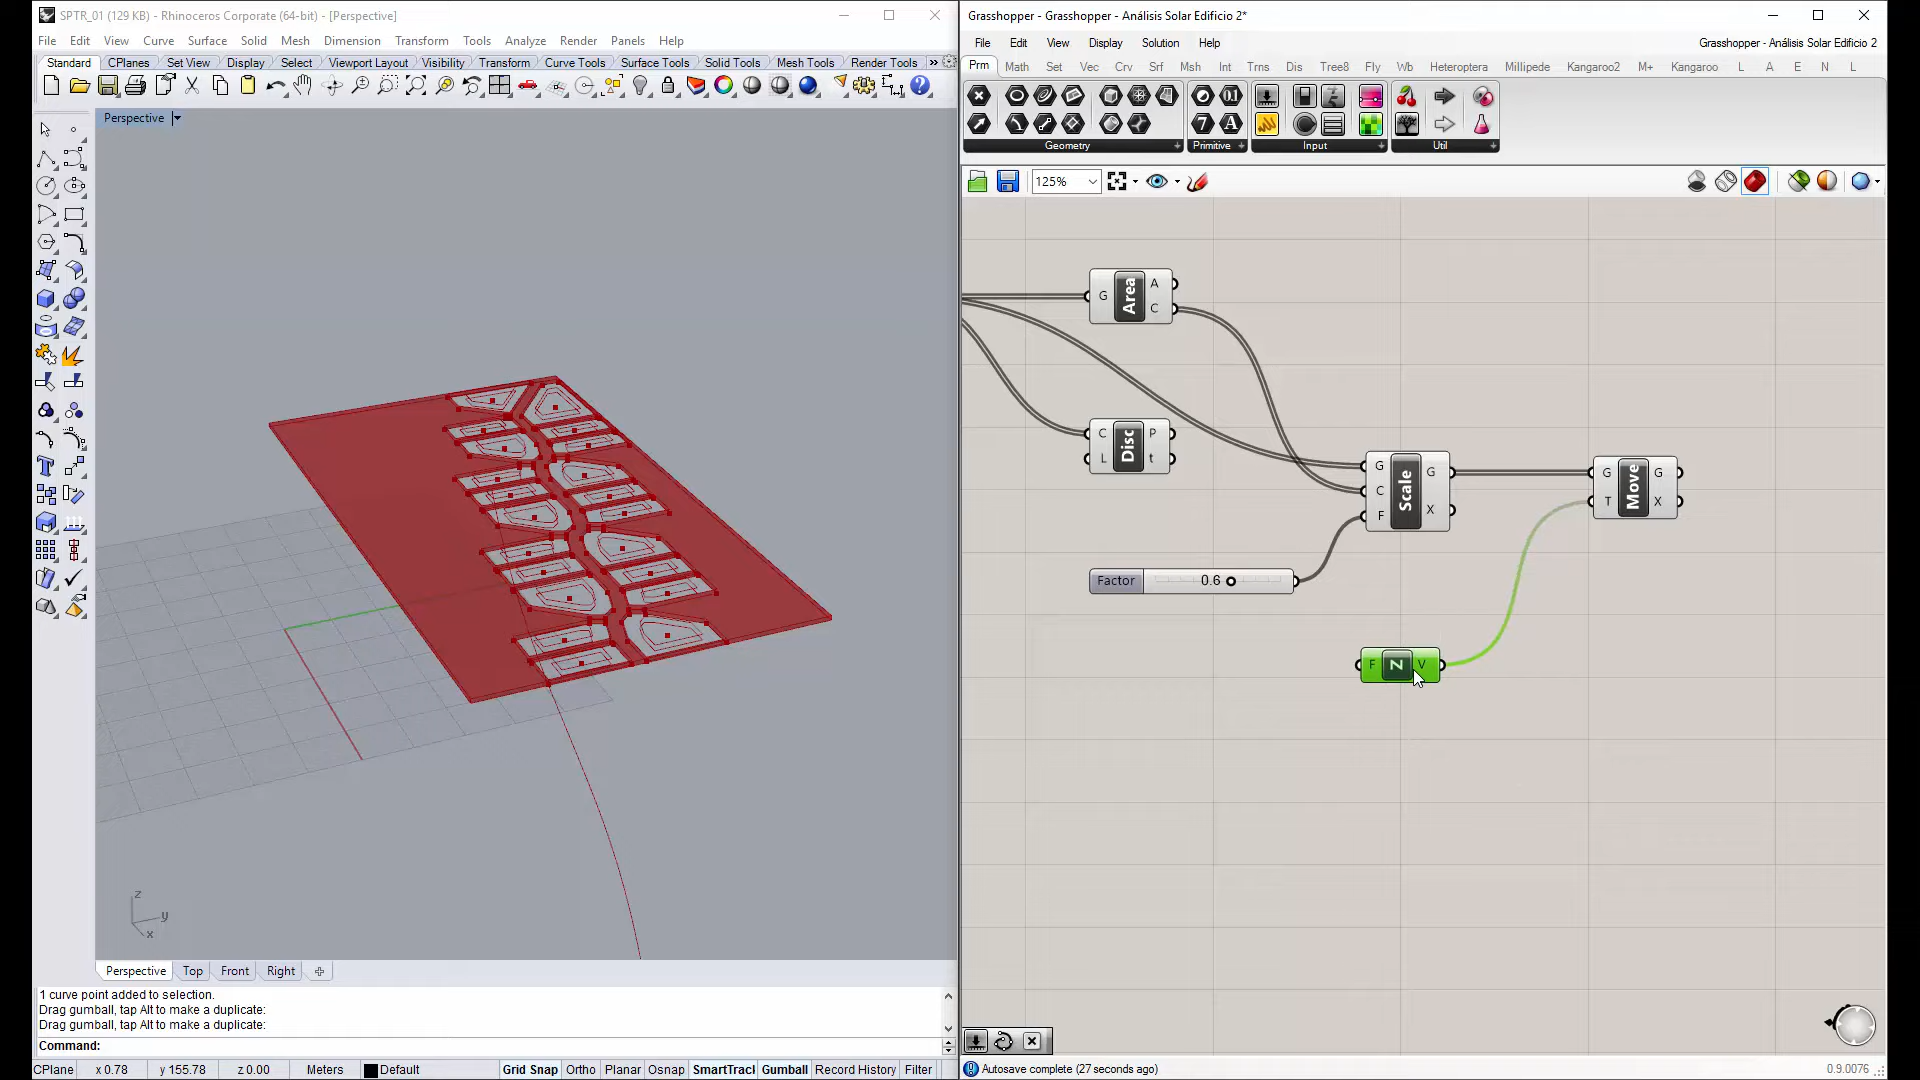 SPTR_01 (129 KB) - Rhinoceros Corporate (64-bit) - [Perspective]
File Edit View Curve Surface Solid Mesh Dimension Transform Tools Analyze Render Panels Help
Standard CPlanes Set View Display Select Viewport Layout Visibility Transform Curve Tools Surface Tools Solid Tools Mesh Tools Render Tools »
Perspective
z
y
x
Perspective Top Front Right
1 curve point added to selection.
Drag gumball, tap Alt to make a duplicate:
Drag gumball, tap Alt to make a duplicate:
Command:
CPlane x 0.78 y 155.78 z 0.00 Meters Default Grid Snap Ortho Planar Osnap SmartTrack Gumball Record History Filter
Grasshopper - Grasshopper - Análisis Solar Edificio 2*
File Edit View Display Solution Help
Grasshopper - Análisis Solar Edificio 2
Prm Math Set Vec Crv Srf Msh Int Trns Dis Tree8 Fly Wb Heteroptera Millipede Kangaroo2 M+ Kangaroo L A E N L
Geometry Primitive Input Util
125%
G Area A C
C L Disc P t
G C F Scale G X
G T Move G X
Factor 0.6
F Z V
Autosave complete (27 seconds ago)
0.9.0076